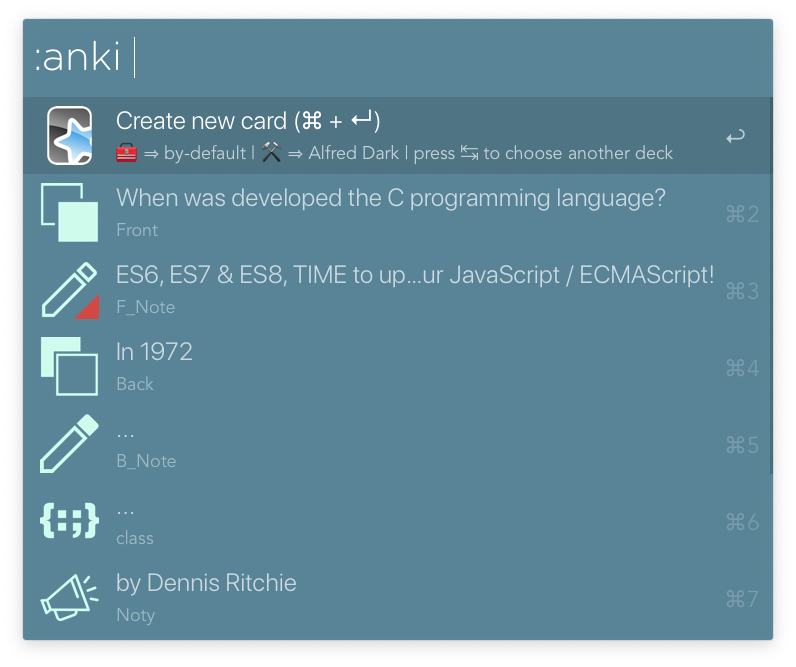 :anki
Create new card (⌘ + ↵)
🧰 ⇒ by-default | ⚒ ⇒ Alfred Dark | press ↹ to choose another deck
↩
When was developed the C programming language?
Front
⌘2
ES6, ES7 & ES8, TIME to up...ur JavaScript / ECMAScript!
F_Note
⌘3
In 1972
Back
⌘4
...
B_Note
⌘5
{:;}
...
class
⌘6
by Dennis Ritchie
Noty
⌘7